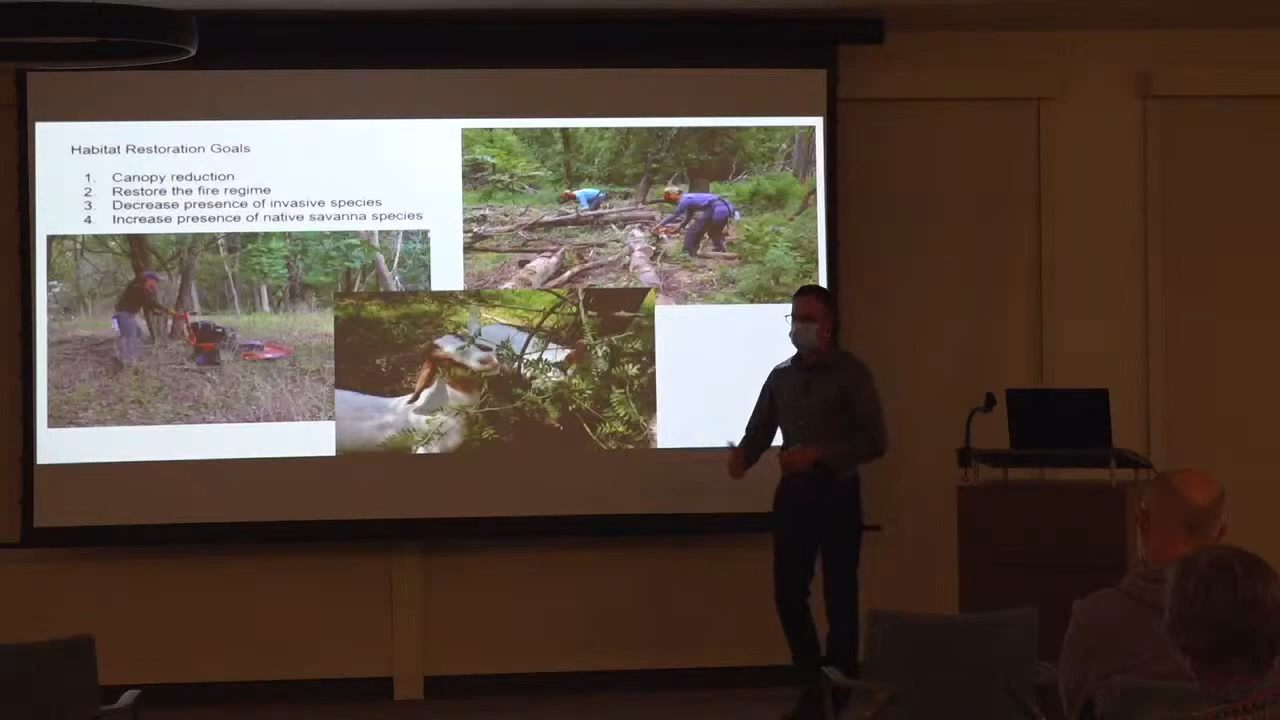 Habitat Restoration Goals
1. Canopy reduction
2. Restore the fire regime
3. Decrease presence of invasive species
4. Increase presence of native savanna species